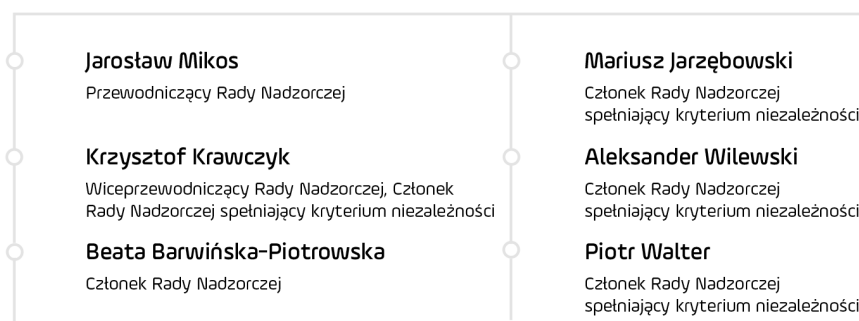 Jarosław Mikos
Przewodniczący Rady Nadzorczej
Krzysztof Krawczyk
Wiceprzewodniczący Rady Nadzorczej, Członek
Rady Nadzorczej spełniający kryterium niezależności
Beata Barwińska-Piotrowska
Członek Rady Nadzorczej
Mariusz Jarzębowski
Członek Rady Nadzorczej
spełniający kryterium niezależności
Aleksander Wilewski
Członek Rady Nadzorczej
spełniający kryterium niezależności
Piotr Walter
Członek Rady Nadzorczej
spełniający kryterium niezależności